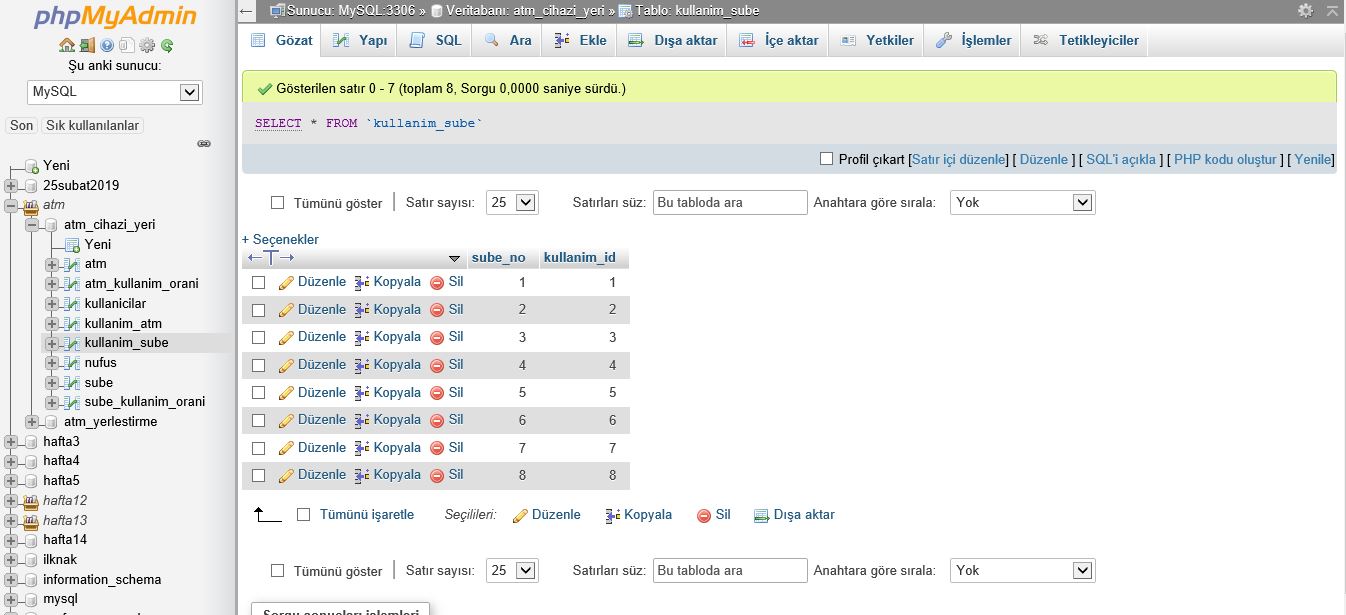 phpMyAdmin
Şu anki sunucu:
MySQL
Son Sık kullanılanlar
Yeni
25subat2019
atm
atm_cihazi_yeri
Yeni
atm
atm_kullanim_orani
kullanicilar
kullanim_atm
kullanim_sube
nufus
sube
sube_kullanim_orani
atm_yerlestirme
hafta3
hafta4
hafta5
hafta12
hafta13
hafta14
ilknak
information_schema
mysql
Sunucu: MySQL:3306 » Veritabanı: atm_cihazi_yeri » Tablo: kullanim_sube
Gözat Yapı SQL Ara Ekle Dışa aktar İçe aktar Yetkiler İşlemler Tetikleyiciler
Gösterilen satır 0 - 7 (toplam 8, Sorgu 0,0000 saniye sürdü.)
SELECT * FROM `kullanim_sube`
Profil çıkart [Satır içi düzenle] [ Düzenle ] [ SQL'i açıkla ] [ PHP kodu oluştur ] [ Yenile]
Tümünü göster | Satır sayısı: 25 Satırları süz: Bu tabloda ara Anahtara göre sırala: Yok
+ Seçenekler
←T→ sube_no kullanim_id
Düzenle Kopyala Sil 1 1
Düzenle Kopyala Sil 2 2
Düzenle Kopyala Sil 3 3
Düzenle Kopyala Sil 4 4
Düzenle Kopyala Sil 5 5
Düzenle Kopyala Sil 6 6
Düzenle Kopyala Sil 7 7
Düzenle Kopyala Sil 8 8
Tümünü işaretle Seçilileri: Düzenle Kopyala Sil Dışa aktar
Tümünü göster | Satır sayısı: 25 Satırları süz: Bu tabloda ara Anahtara göre sırala: Yok
Sorgu sonuçları işlemleri